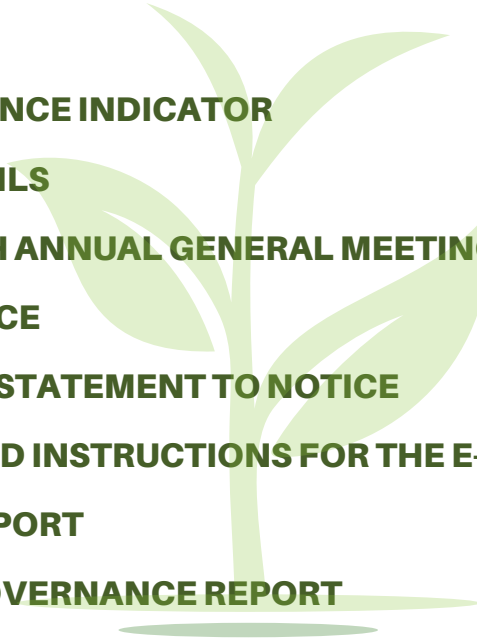 NCE INDICATOR
ILS
H ANNUAL GENERAL MEETING
CE
STATEMENT TO NOTICE
D INSTRUCTIONS FOR THE E-
PORT
OVERNANCE REPORT